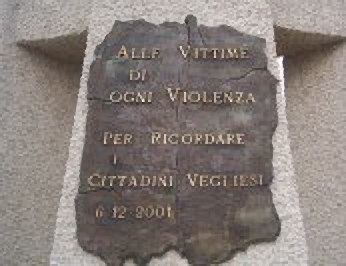 ALLE VITTIME
DI
OGNI VIOLENZA
PER RICORDARE
I
CITTADINI VEGLIESI
6-12-2001